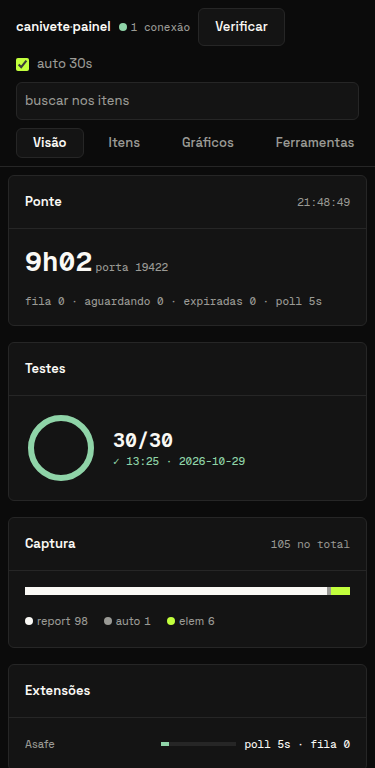 canivete·painel 1 conexão Verificar
auto 30s
buscar nos itens
Visão Itens Gráficos Ferramentas
Ponte 21:48:49
9h02 porta 19422
fila 0 · aguardando 0 · expiradas 0 · poll 5s
Testes
30/30
✓ 13:25 · 2026-10-29
Captura 105 no total
report 98 auto 1 elem 6
Extensões
Asafe poll 5s · fila 0